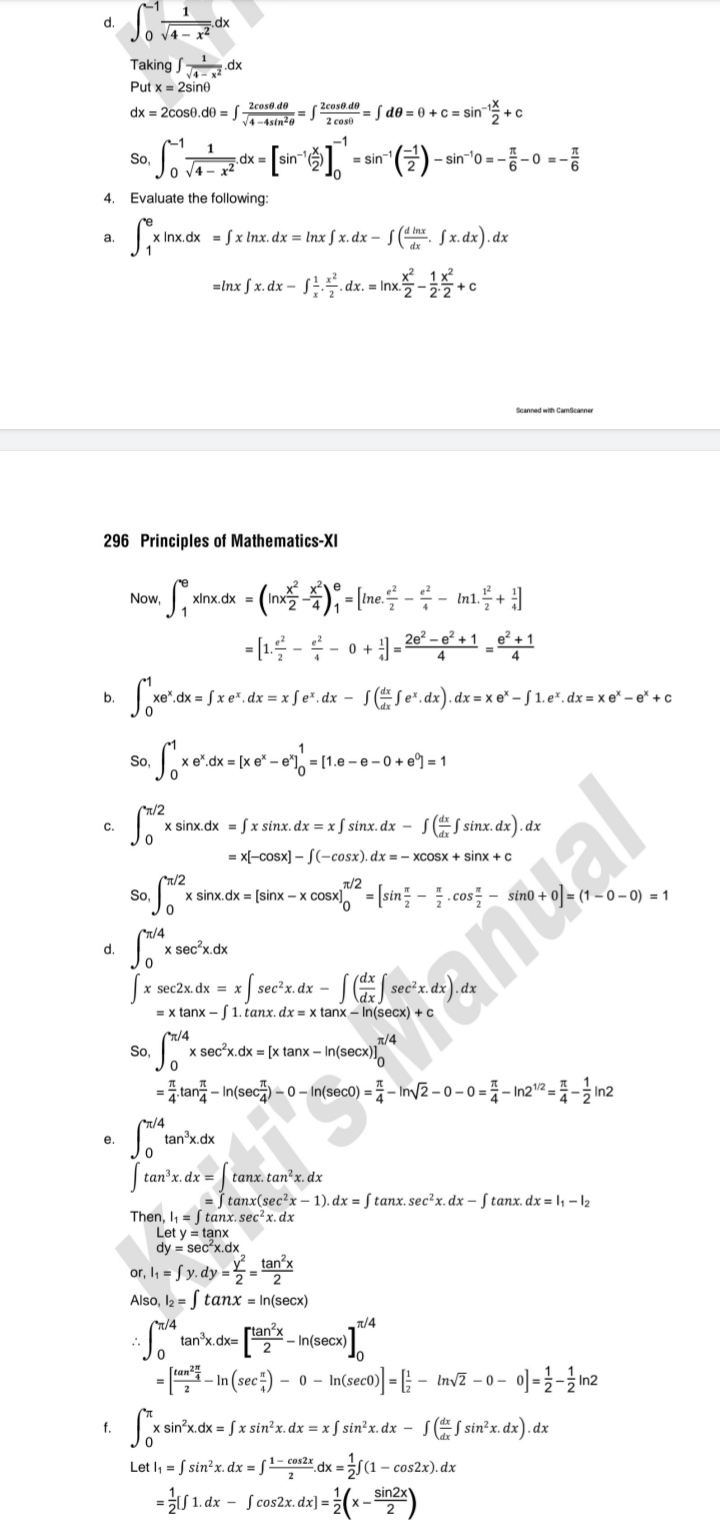 d. ∫₀⁻¹ 1/√(4 – x²) .dx
Taking ∫ 1/√(4 – x²) .dx
Put x = 2sinθ
dx = 2cosθ.dθ = ∫ 2cosθ.dθ/√(4 –4sin²θ) = ∫ 2cosθ.dθ/2 cosθ = ∫ dθ = θ + c = sin⁻¹ x/2 + c
So, ∫₀⁻¹ 1/√(4 – x²) .dx = [sin⁻¹(x/2)]₀⁻¹ = sin⁻¹(–1/2) – sin⁻¹0 = – π/6 – 0 = – π/6
4. Evaluate the following:
a. ∫₁ᵉ x lnx.dx = ∫ x lnx. dx = lnx ∫ x. dx – ∫(d lnx/dx . ∫ x. dx). dx
=lnx ∫ x. dx – ∫ 1/x . x²/2 . dx. = lnx. x²/2 – 1/2 . x²/2 + c
Scanned with CamScanner
296 Principles of Mathematics-XI
Now, ∫₁ᵉ xlnx.dx = (lnx x²/2 – x²/4)₁ᵉ = [lne. e²/2 – e²/4 – ln1. 1²/2 + 1/4]
= [1. e²/2 – e²/4 – 0 + 1/4] = (2e² – e² + 1)/4 = (e² + 1)/4
b. ∫₀¹ xeˣ.dx = ∫ x eˣ. dx = x ∫ eˣ. dx – ∫(dx/dx ∫ eˣ. dx). dx = x eˣ – ∫ 1. eˣ. dx = x eˣ – eˣ + c
So, ∫₀¹ x eˣ.dx = [x eˣ – eˣ]₀¹ = [1.e – e – 0 + e⁰] = 1
c. ∫₀^π/2 x sinx.dx = ∫ x sinx. dx = x ∫ sinx. dx – ∫(dx/dx ∫ sinx. dx). dx
= x[–cosx] – ∫(–cosx). dx = – xcosx + sinx + c
So, ∫₀^π/2 x sinx.dx = [sinx – x cosx]₀^π/2 = [sin π/2 – π/2 . cos π/2 – sin0 + 0] = (1 – 0 – 0) = 1
d. ∫₀^π/4 x sec²x.dx
∫ x sec2x. dx = x ∫ sec²x. dx – ∫(dx/dx ∫ sec²x. dx). dx
= x tanx – ∫ 1. tanx. dx = x tanx – ln(secx) + c
So, ∫₀^π/4 x sec²x.dx = [x tanx – ln(secx)]₀^π/4
= π/4 .tan π/4 – ln(sec π/4) – 0 – ln(sec0) = π/4 – ln√2 – 0 – 0 = π/4 – ln2^1/2 = π/4 – 1/2 ln2
e. ∫₀^π/4 tan³x.dx
∫ tan³x. dx = ∫ tanx. tan²x. dx
= ∫ tanx(sec²x – 1). dx = ∫ tanx. sec²x. dx – ∫ tanx. dx = I₁ – I₂
Then, I₁ = ∫ tanx. sec²x. dx
Let y = tanx
dy = sec²x.dx
or, I₁ = ∫ y. dy = y²/2 = tan²x/2
Also, I₂ = ∫ tanx = ln(secx)
∴ ∫₀^π/4 tan³x.dx= [tan²x/2 – ln(secx)]₀^π/4
= [tan² π/4 /2 – ln (sec π/4) – 0 – ln(sec0)] = [1/2 – ln√2 – 0 – 0] = 1/2 – 1/2 ln2
f. ∫₀^π x sin²x.dx = ∫ x sin²x. dx = x ∫ sin²x. dx – ∫(dx/dx ∫ sin²x. dx). dx
Let I₁ = ∫ sin²x. dx = ∫ (1– cos2x)/2 .dx = 1/2 ∫(1 – cos2x). dx
= 1/2 [∫ 1. dx – ∫ cos2x. dx] = 1/2 (x – sin2x/2)
Kriti's Manual